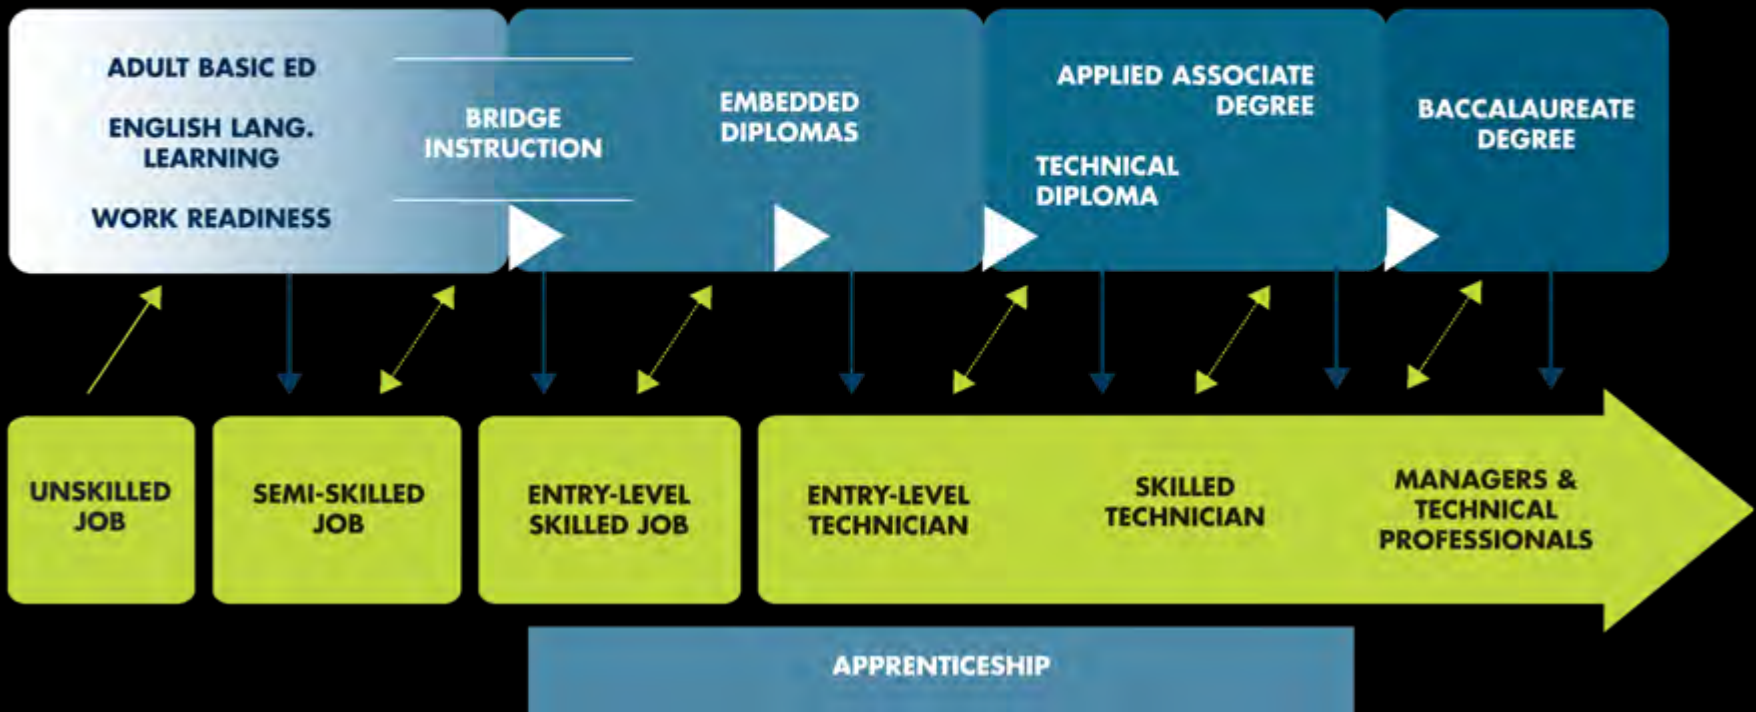 ADULT BASIC ED
ENGLISH LANG.
LEARNING
WORK READINESS
BRIDGE
INSTRUCTION
EMBEDDED
DIPLOMAS
APPLIED ASSOCIATE
DEGREE
TECHNICAL
DIPLOMA
BACCALAUREATE
DEGREE
UNSKILLED
JOB
SEMI-SKILLED
JOB
ENTRY-LEVEL
SKILLED JOB
ENTRY-LEVEL
TECHNICIAN
SKILLED
TECHNICIAN
MANAGERS &
TECHNICAL
PROFESSIONALS
APPRENTICESHIP